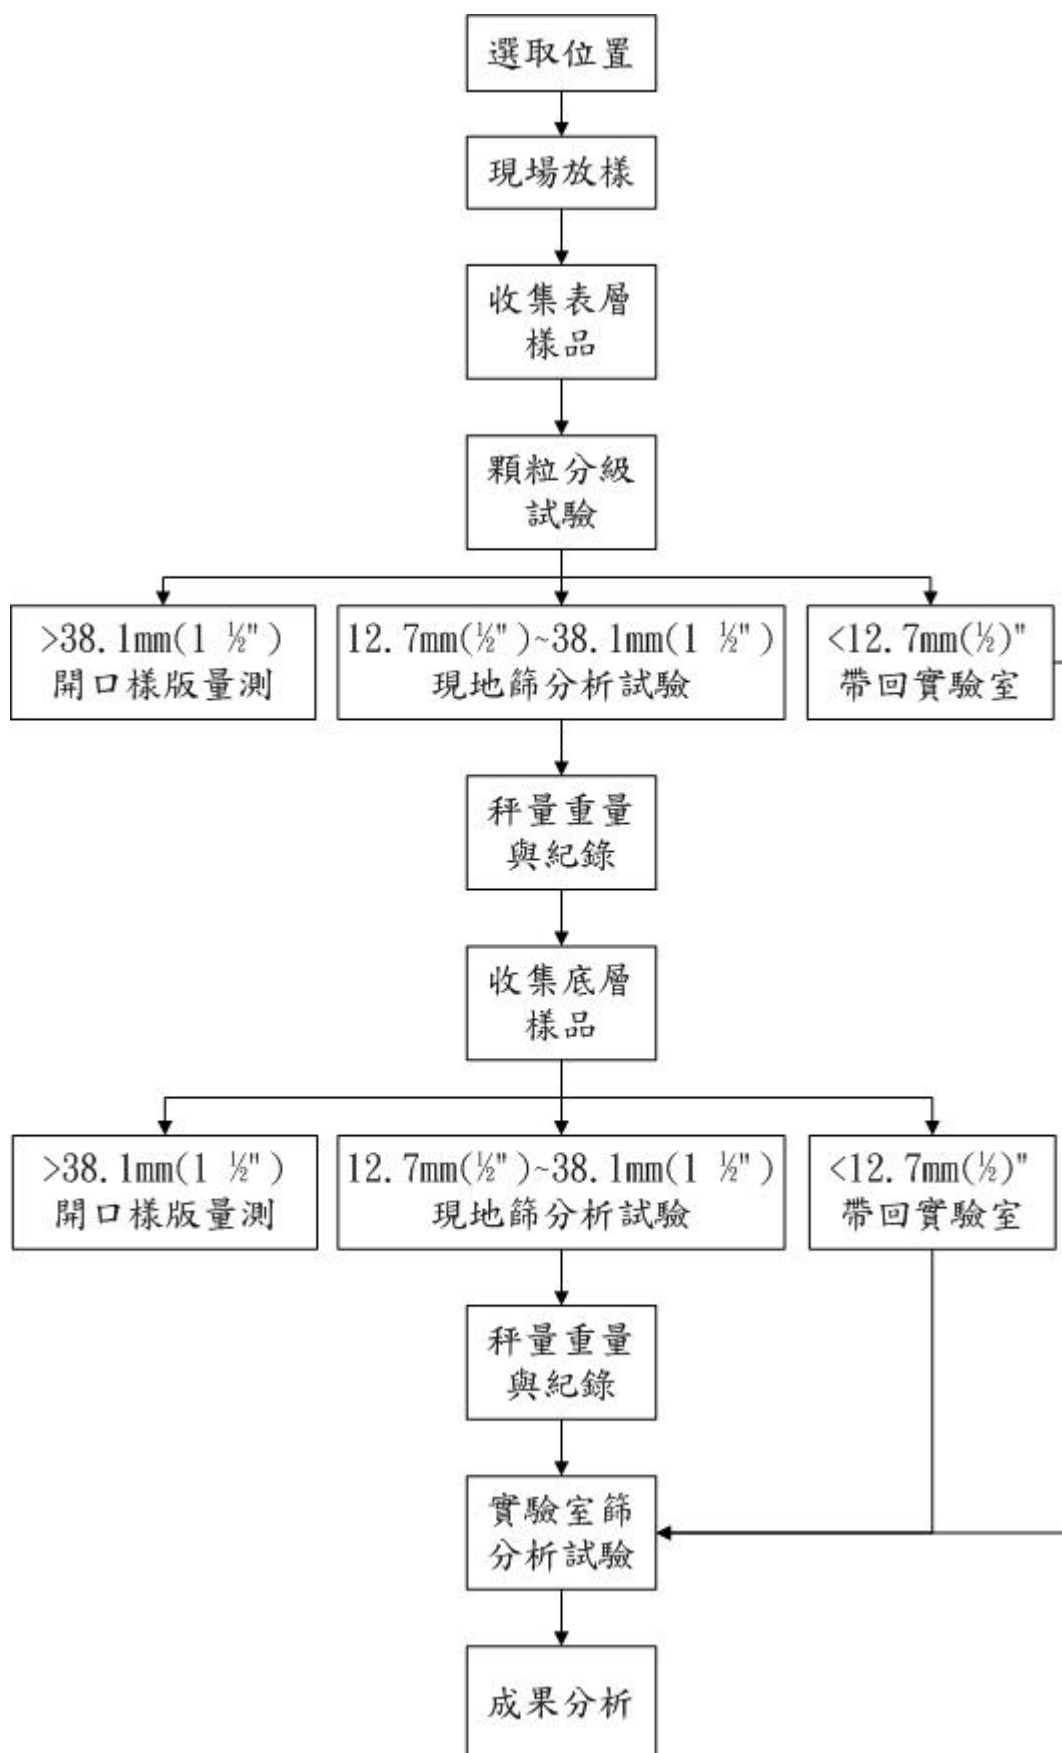 選取位置
現場放樣
收集表層
樣品
顆粒分級
試驗
>38.1mm(1 ½")
開口樣版量測
12.7mm(½")~38.1mm(1 ½")
現地篩分析試驗
<12.7mm(½)"
帶回實驗室
秤量重量
與紀錄
收集底層
樣品
>38.1mm(1 ½")
開口樣版量測
12.7mm(½")~38.1mm(1 ½")
現地篩分析試驗
<12.7mm(½)"
帶回實驗室
秤量重量
與紀錄
實驗室篩
分析試驗
成果分析